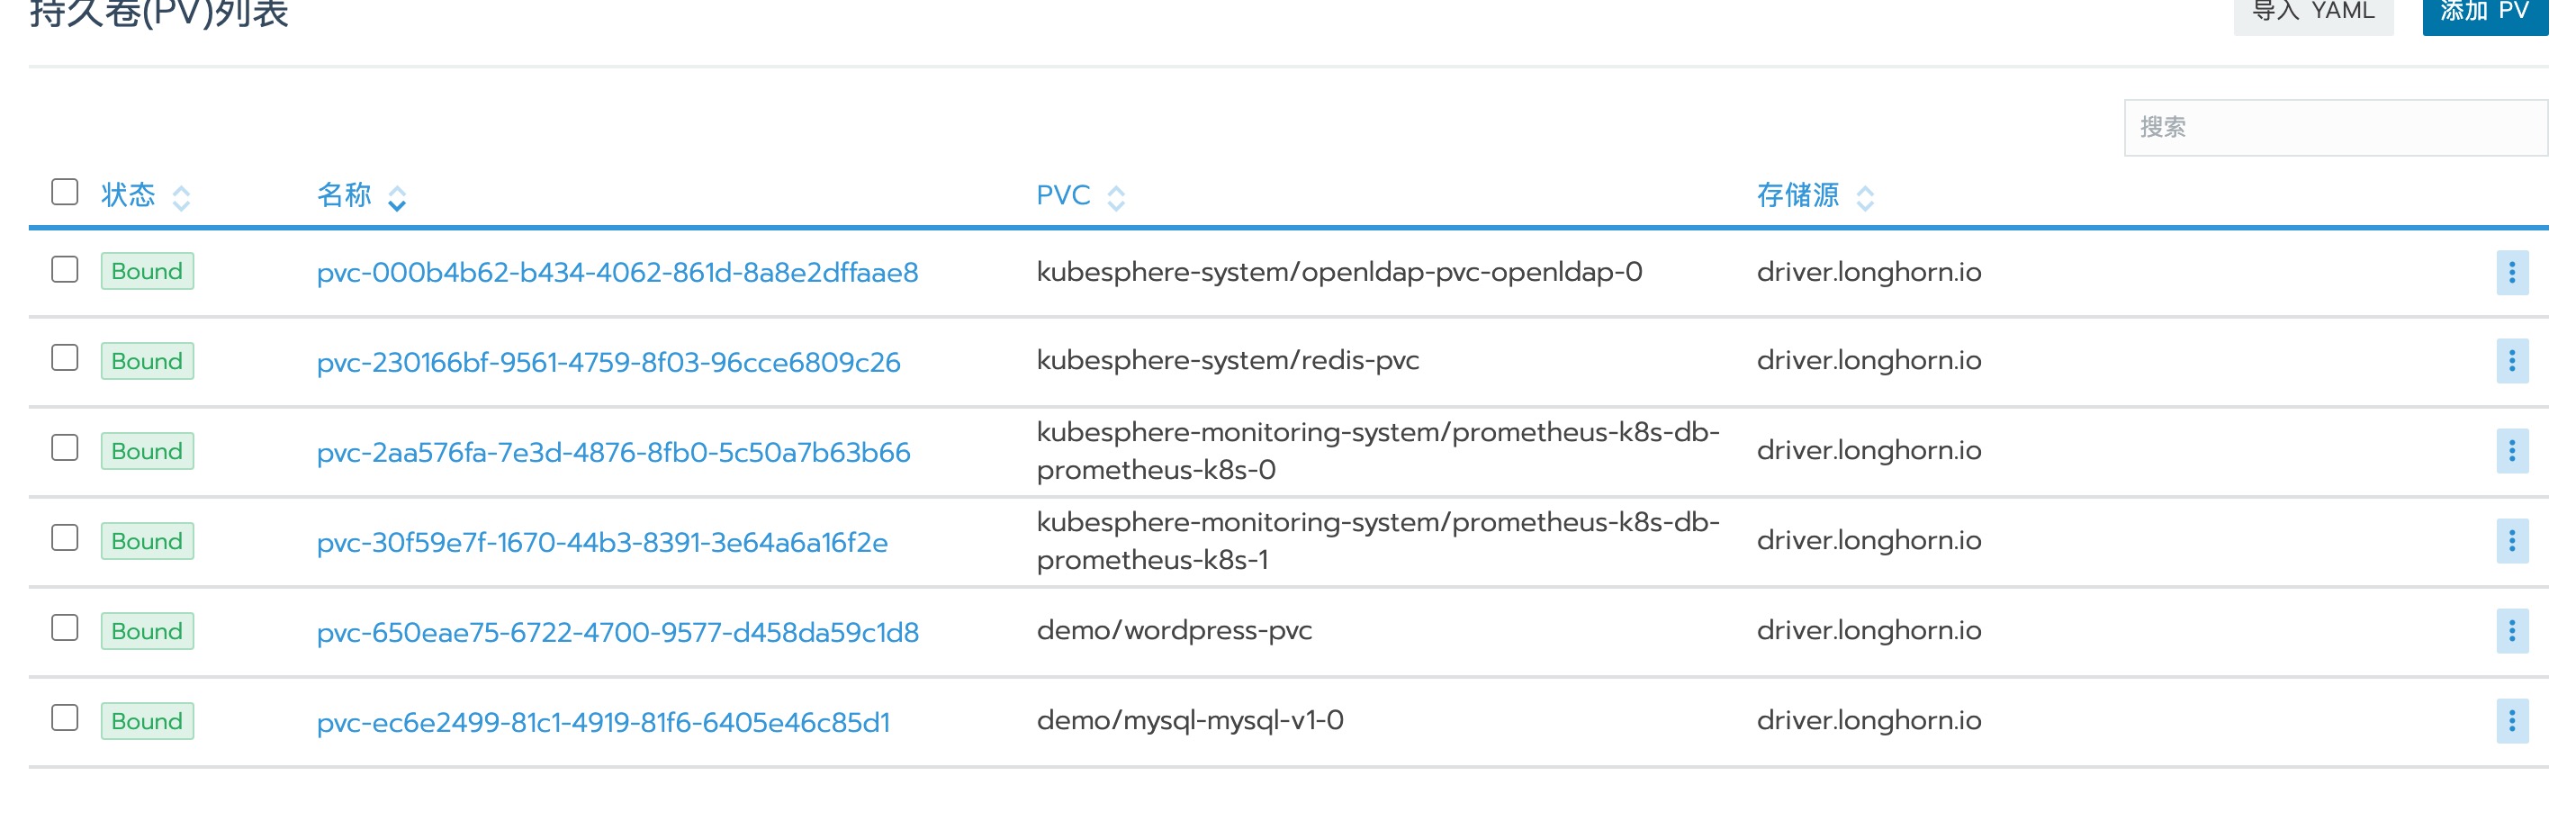 持久卷(PV)列表
导入 YAML
添加 PV
搜索
状态 名称 PVC 存储源
Bound pvc-000b4b62-b434-4062-861d-8a8e2dffaae8 kubesphere-system/openldap-pvc-openldap-0 driver.longhorn.io
Bound pvc-230166bf-9561-4759-8f03-96cce6809c26 kubesphere-system/redis-pvc driver.longhorn.io
Bound pvc-2aa576fa-7e3d-4876-8fb0-5c50a7b63b66 kubesphere-monitoring-system/prometheus-k8s-db-
prometheus-k8s-0 driver.longhorn.io
Bound pvc-30f59e7f-1670-44b3-8391-3e64a6a16f2e kubesphere-monitoring-system/prometheus-k8s-db-
prometheus-k8s-1 driver.longhorn.io
Bound pvc-650eae75-6722-4700-9577-d458da59c1d8 demo/wordpress-pvc driver.longhorn.io
Bound pvc-ec6e2499-81c1-4919-81f6-6405e46c85d1 demo/mysql-mysql-v1-0 driver.longhorn.io